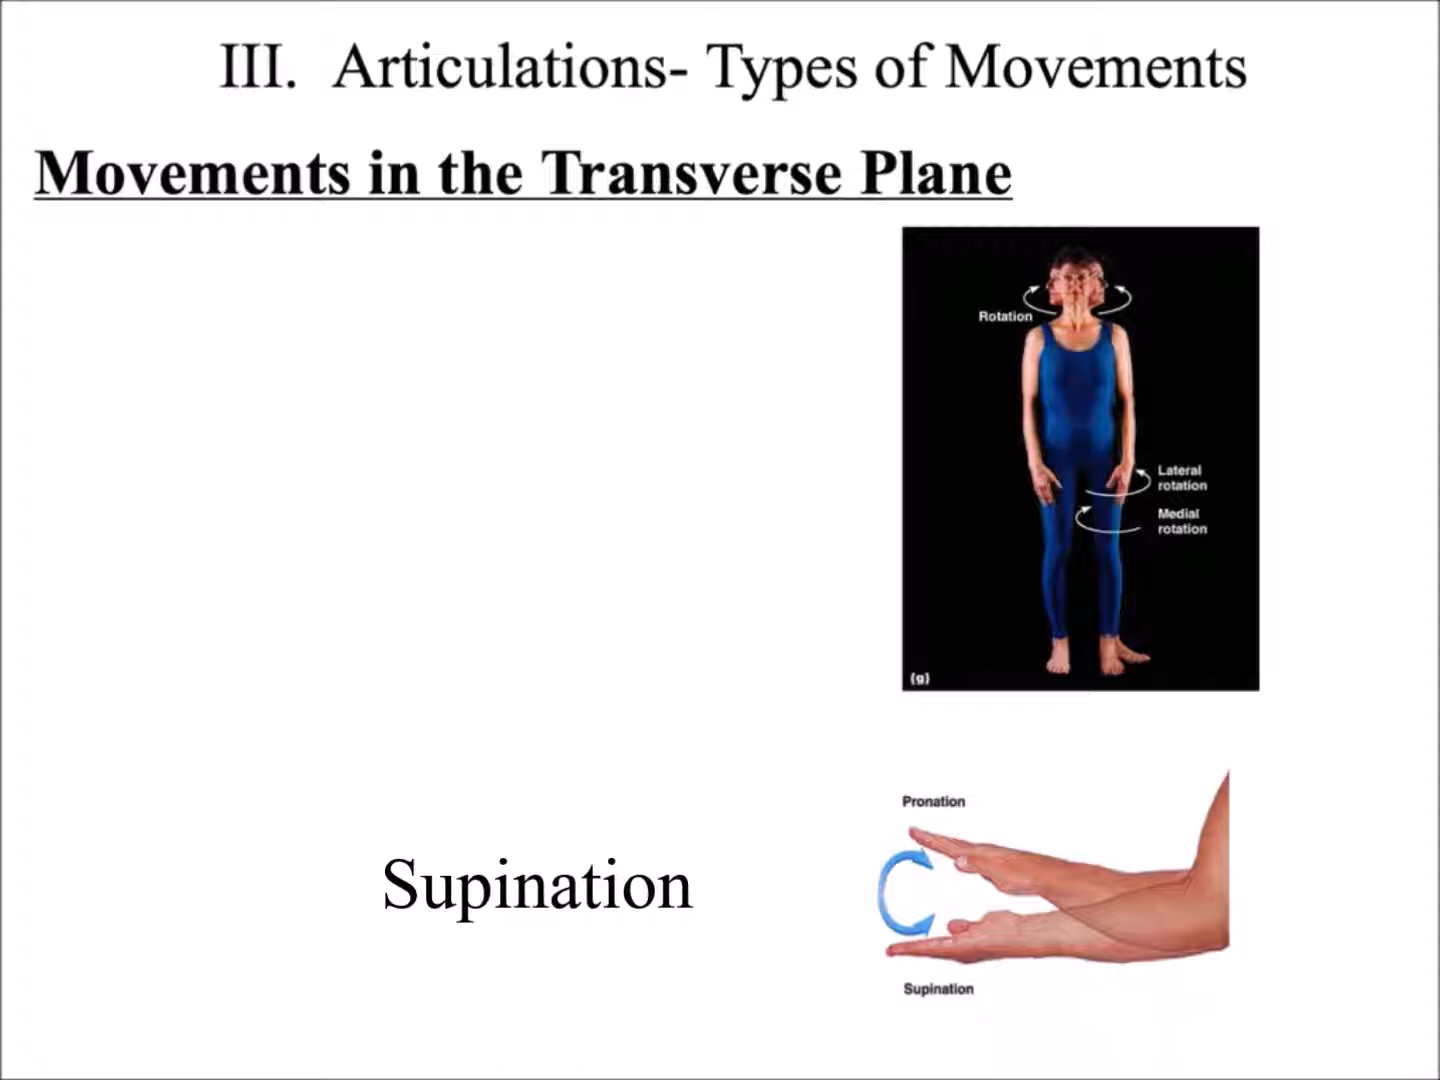 III.  Articulations- Types of Movements
Movements in the Transverse Plane
Rotation
Lateral
rotation
Medial
rotation
(g)
Pronation
Supination
Supination